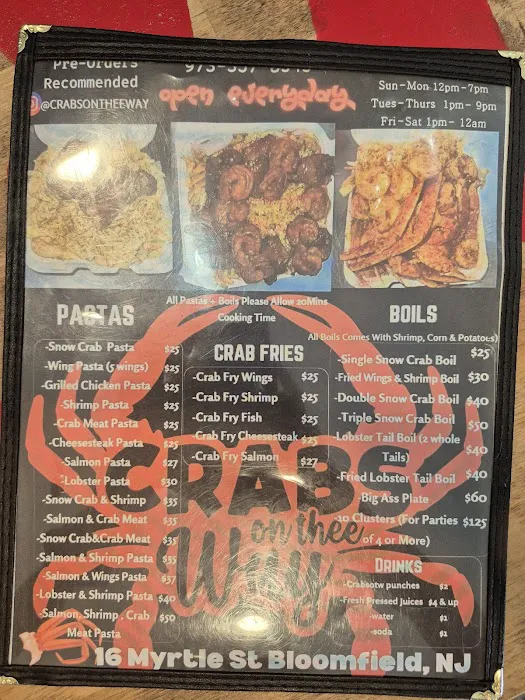 Pre-Orders
Recommended
@CRABSONTHEEWAY
open everyday
Sun-Mon 12pm-7pm
Tues-Thurs 1pm- 9pm
Fri-Sat 1pm- 12am
All Pastas + Boils Please Allow 20Mins
Cooking Time
PASTAS
-Snow Crab Pasta $25
-Wing Pasta (5 wings) $25
-Grilled Chicken Pasta $25
-Shrimp Pasta $25
-Crab Meat Pasta $25
-Cheesesteak Pasta $25
-Salmon Pasta $27
-Lobster Pasta $30
-Snow Crab & Shrimp $35
-Salmon & Crab Meat $35
-Snow Crab&Crab Meat $35
-Salmon & Shrimp Pasta $35
-Salmon & Wings Pasta $37
-Lobster & Shrimp Pasta $40
-Salmon, Shrimp , Crab $50
Meat Pasta
CRAB FRIES
-Crab Fry Wings $25
-Crab Fry Shrimp $25
-Crab Fry Fish $25
-Crab Fry Cheesesteak $25
-Crab Fry Salmon $27
BOILS
All Boils Comes With Shrimp, Corn & Potatoes)
-Single Snow Crab Boil $25
-Fried Wings & Shrimp Boil $30
-Double Snow Crab Boil $40
-Triple Snow Crab Boil $50
-Lobster Tail Boil (2 whole
Tails) $40
-Fried Lobster Tail Boil $40
-Big Ass Plate $60
-10 Clusters (For Parties $125
of 4 or More)
DRINKS
-Crabsotw punches $2
-Fresh Pressed Juices $4 & up
-water $1
-soda $1
CRABS
on thee
Way
16 Myrtle St Bloomfield, NJ